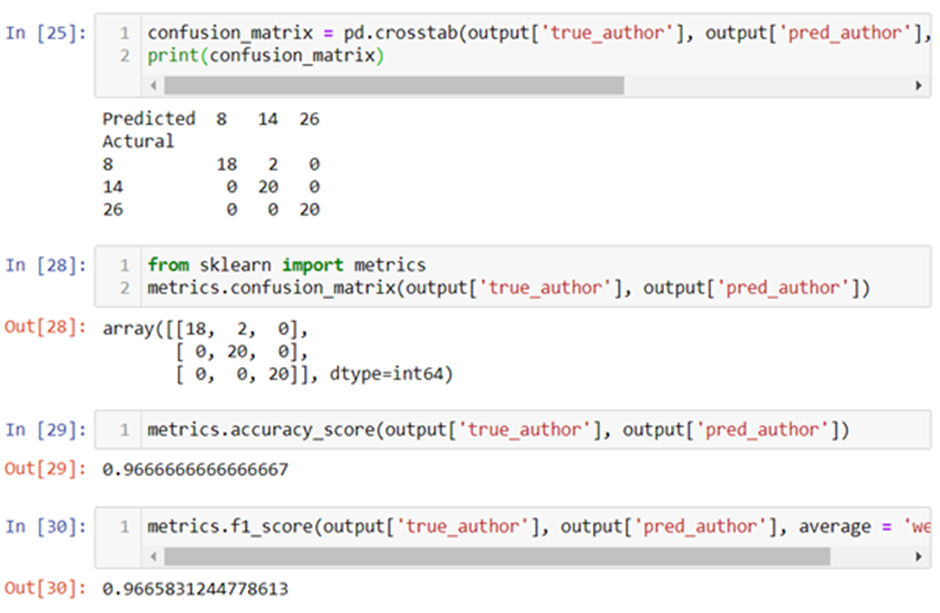 In [25]: 1 confusion_matrix = pd.crosstab(output['true_author'], output['pred_author'],
2 print(confusion_matrix)
Predicted 8 14 26
Actural
8 18 2 0
14 0 20 0
26 0 0 20
In [28]: 1 from sklearn import metrics
2 metrics.confusion_matrix(output['true_author'], output['pred_author'])
Out[28]: array([[18, 2, 0],
[ 0, 20, 0],
[ 0, 0, 20]], dtype=int64)
In [29]: 1 metrics.accuracy_score(output['true_author'], output['pred_author'])
Out[29]: 0.9666666666666667
In [30]: 1 metrics.f1_score(output['true_author'], output['pred_author'], average = 'we
Out[30]: 0.9665831244778613